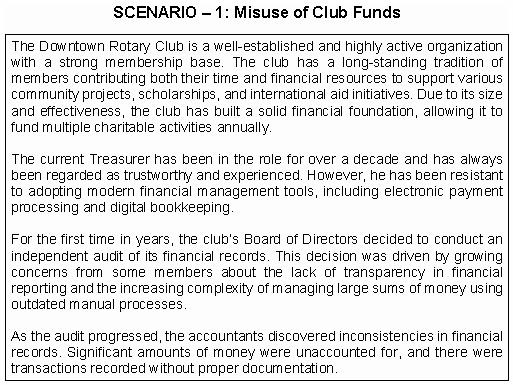 SCENARIO – 1: Misuse of Club Funds
The Downtown Rotary Club is a well-established and highly active organization
with a strong membership base. The club has a long-standing tradition of
members contributing both their time and financial resources to support various
community projects, scholarships, and international aid initiatives. Due to its size
and effectiveness, the club has built a solid financial foundation, allowing it to
fund multiple charitable activities annually.
The current Treasurer has been in the role for over a decade and has always
been regarded as trustworthy and experienced. However, he has been resistant
to adopting modern financial management tools, including electronic payment
processing and digital bookkeeping.
For the first time in years, the club's Board of Directors decided to conduct an
independent audit of its financial records. This decision was driven by growing
concerns from some members about the lack of transparency in financial
reporting and the increasing complexity of managing large sums of money using
outdated manual processes.
As the audit progressed, the accountants discovered inconsistencies in financial
records. Significant amounts of money were unaccounted for, and there were
transactions recorded without proper documentation.